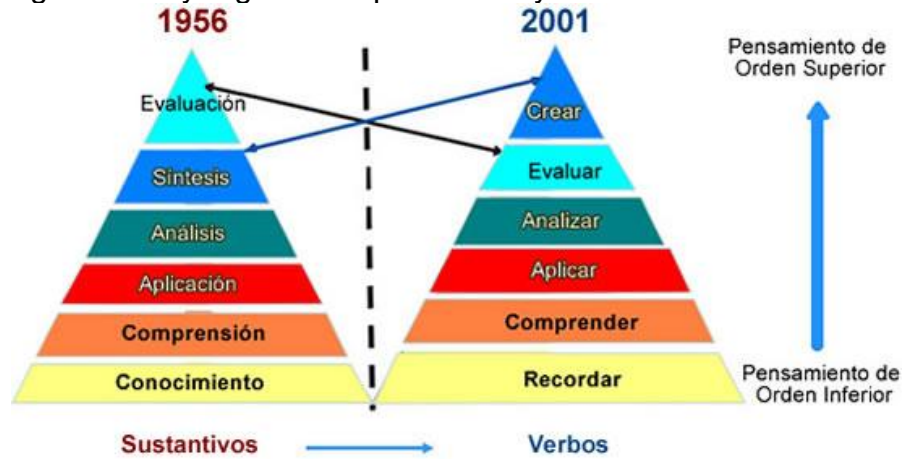 1956
2001
Evaluación
Síntesis
Análisis
Aplicación
Comprensión
Conocimiento
Crear
Evaluar
Analizar
Aplicar
Comprender
Recordar
Pensamiento de
Orden Superior
Pensamiento de
Orden Inferior
Sustantivos
Verbos